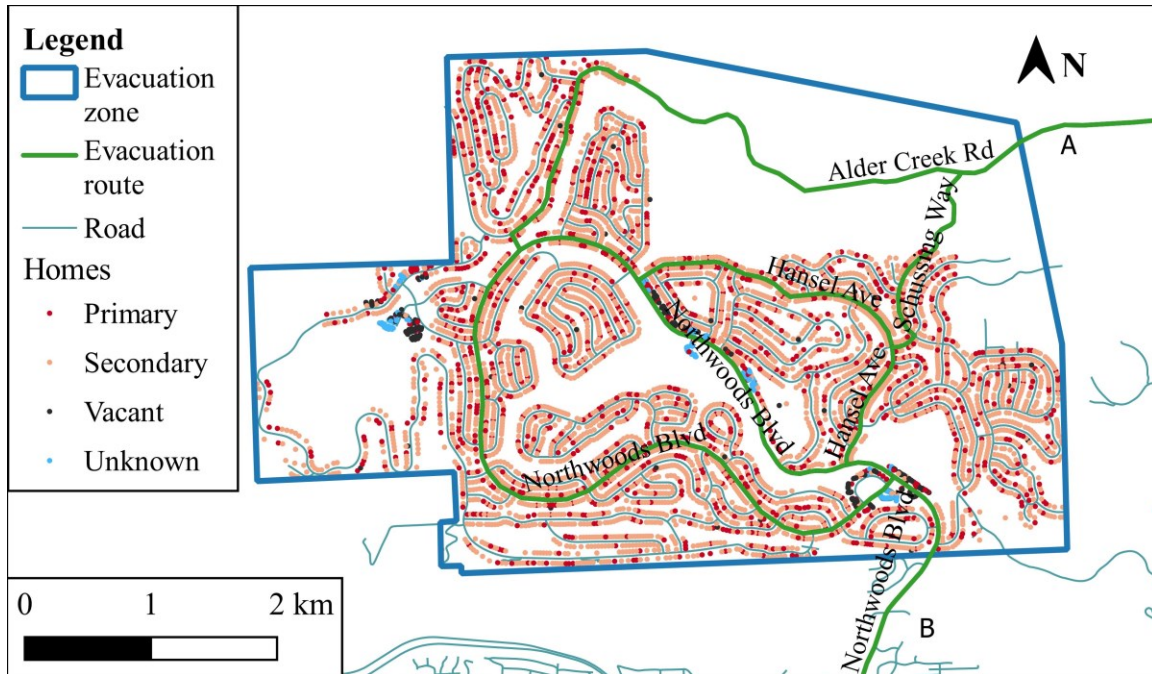 Legend
Evacuation
zone
Evacuation
route
Road
Homes
Primary
Secondary
Vacant
Unknown
N
A
Alder Creek Rd
Schussing Way
Hansel Ave
Northwoods Blvd
Hansel Ave
Northwoods Blvd
Northwoods Blvd
B
0 1 2 km